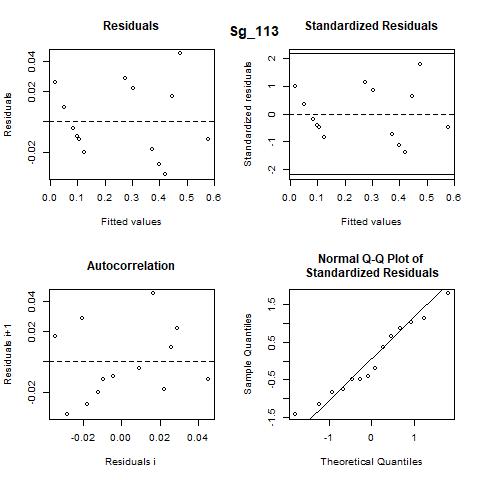 Sg_113
Residuals
Residuals
0.04
0.02
-0.02
0.0 0.1 0.2 0.3 0.4 0.5 0.6
Fitted values
Standardized Residuals
Standardized residuals
2
1
0
-1
-2
0.0 0.1 0.2 0.3 0.4 0.5 0.6
Fitted values
Autocorrelation
Residuals i+1
0.04
0.02
-0.02
-0.02 0.00 0.02 0.04
Residuals i
Normal Q-Q Plot of
Standardized Residuals
Sample Quantiles
1.5
0.5
-0.5
-1.5
-1 0 1
Theoretical Quantiles